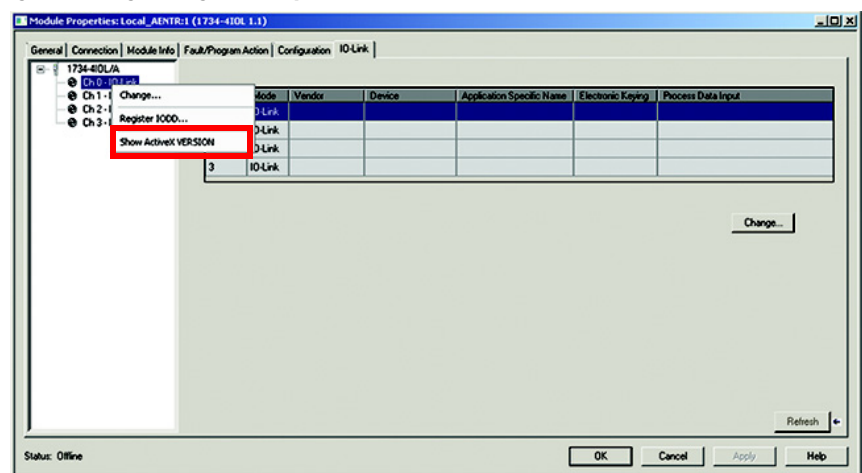 Module Properties: Local_AENTR:1 (1734-4IOL 1.1)
General Connection Module Info Fault/Program Action Configuration IO-Link
1734-4IOL/A
Ch 0 - IO-Link
Ch 1 - I
Ch 2 - I
Ch 3 - I
Change...
Register IODD...
Show ActiveX VERSION
Mode Vendor Device Application Specific Name Electronic Keying Process Data Input
O-Link
O-Link
O-Link
3 IO-Link
Change...
Refresh
Status: Offline
OK Cancel Apply Help